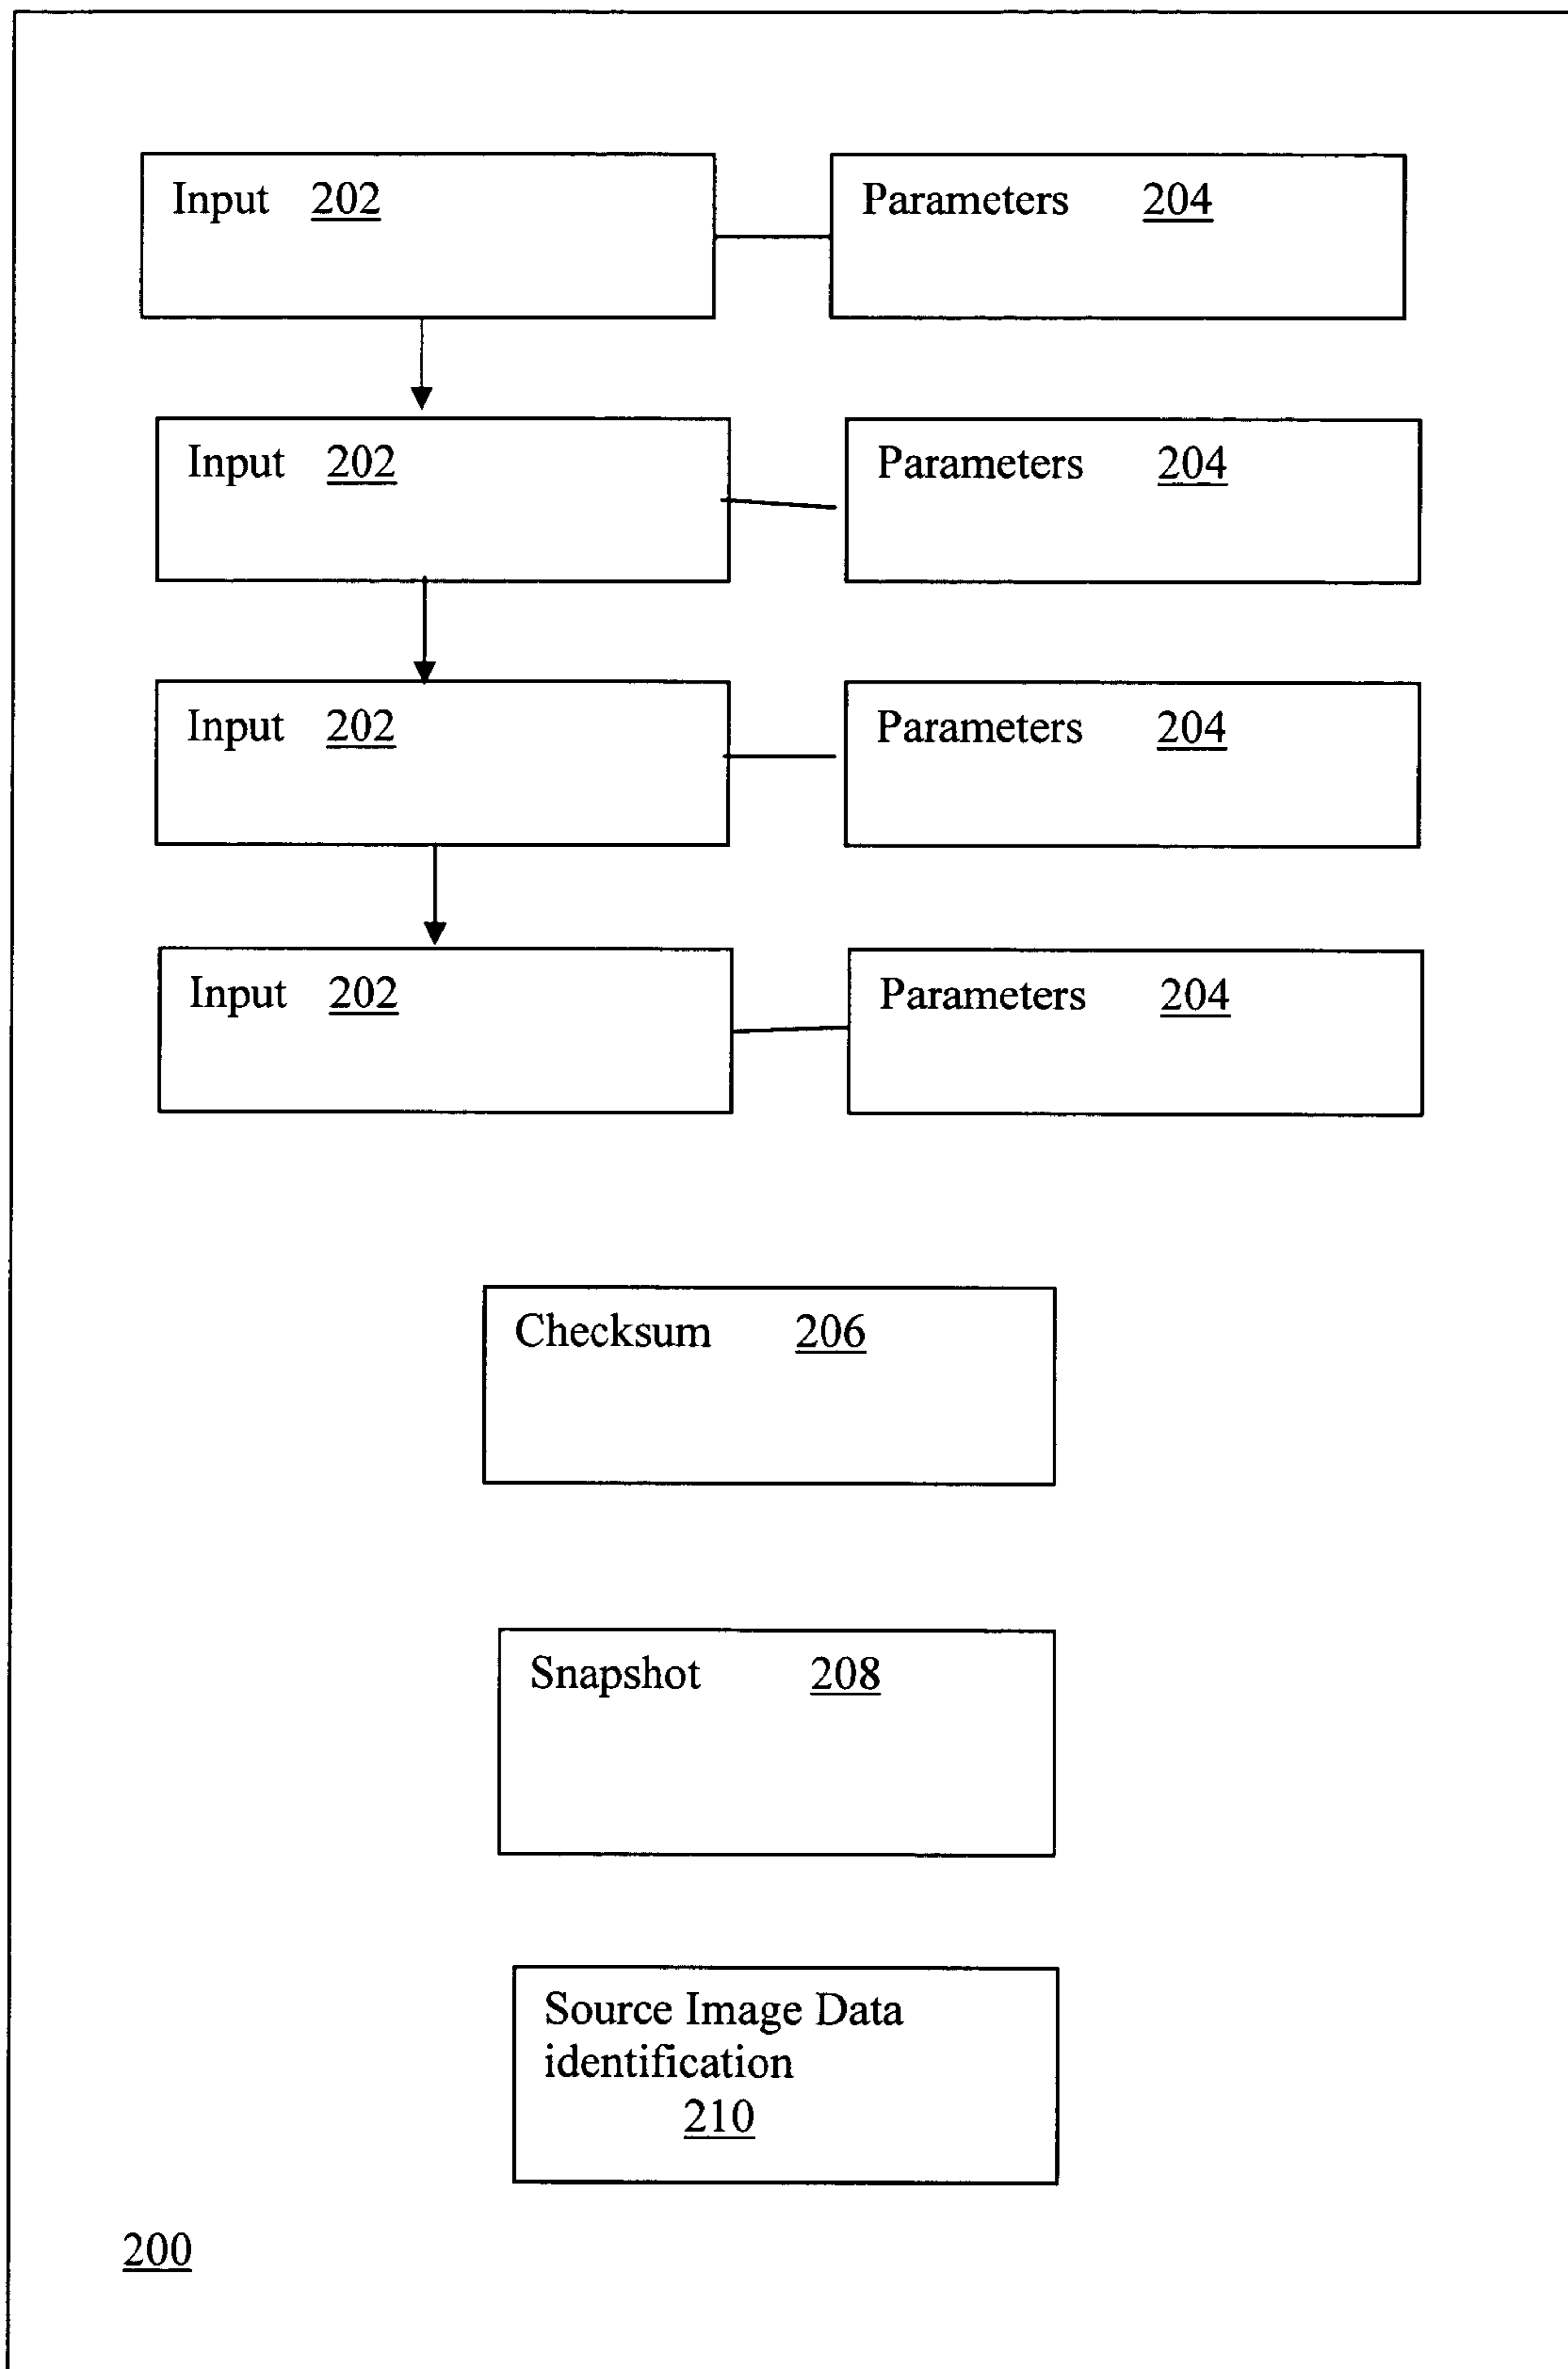 Input 202 Parameters 204
Input 202 Parameters 204
Input 202 Parameters 204
Input 202 Parameters 204
Checksum 206
Snapshot 208
Source Image Data
identification
210
200